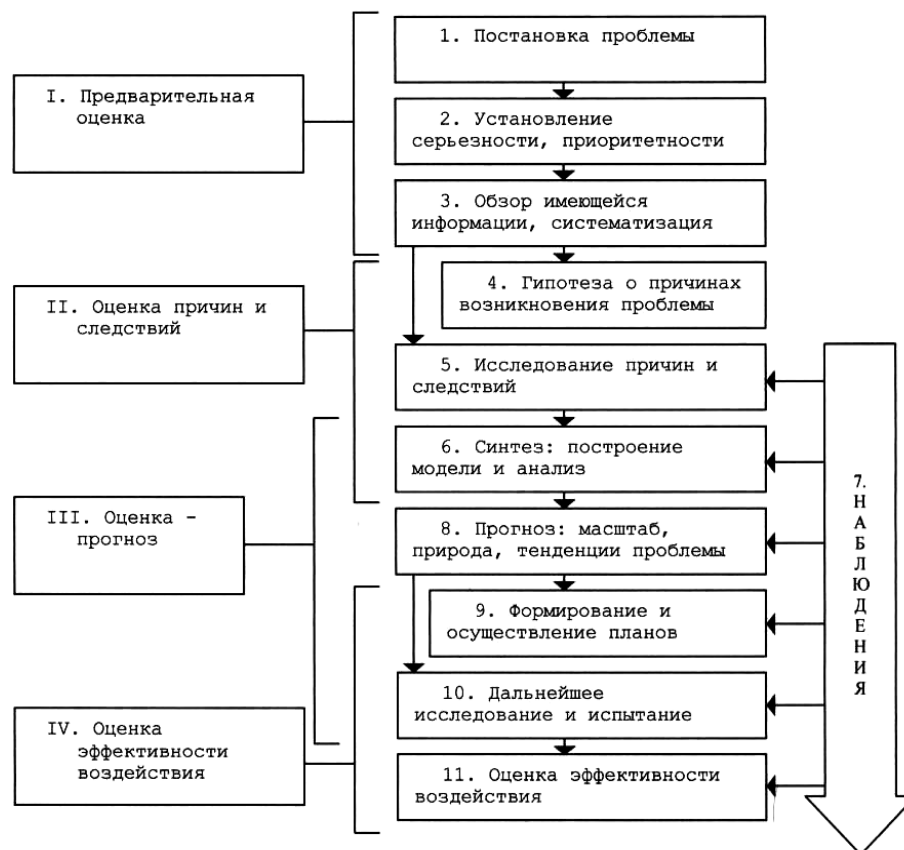 1. Постановка проблемы
I. Предварительная
оценка
2. Установление
серьезности, приоритетности
3. Обзор имеющейся
информации, систематизация
4. Гипотеза о причинах
возникновения проблемы
II. Оценка причин и
следствий
5. Исследование причин и
следствий
6. Синтез: построение
модели и анализ
7. НАБЛЮДЕНИЯ
III. Оценка -
прогноз
8. Прогноз: масштаб,
природа, тенденции проблемы
9. Формирование и
осуществление планов
10. Дальнейшее
исследование и испытание
IV. Оценка
эффективности
воздействия
11. Оценка эффективности
воздействия